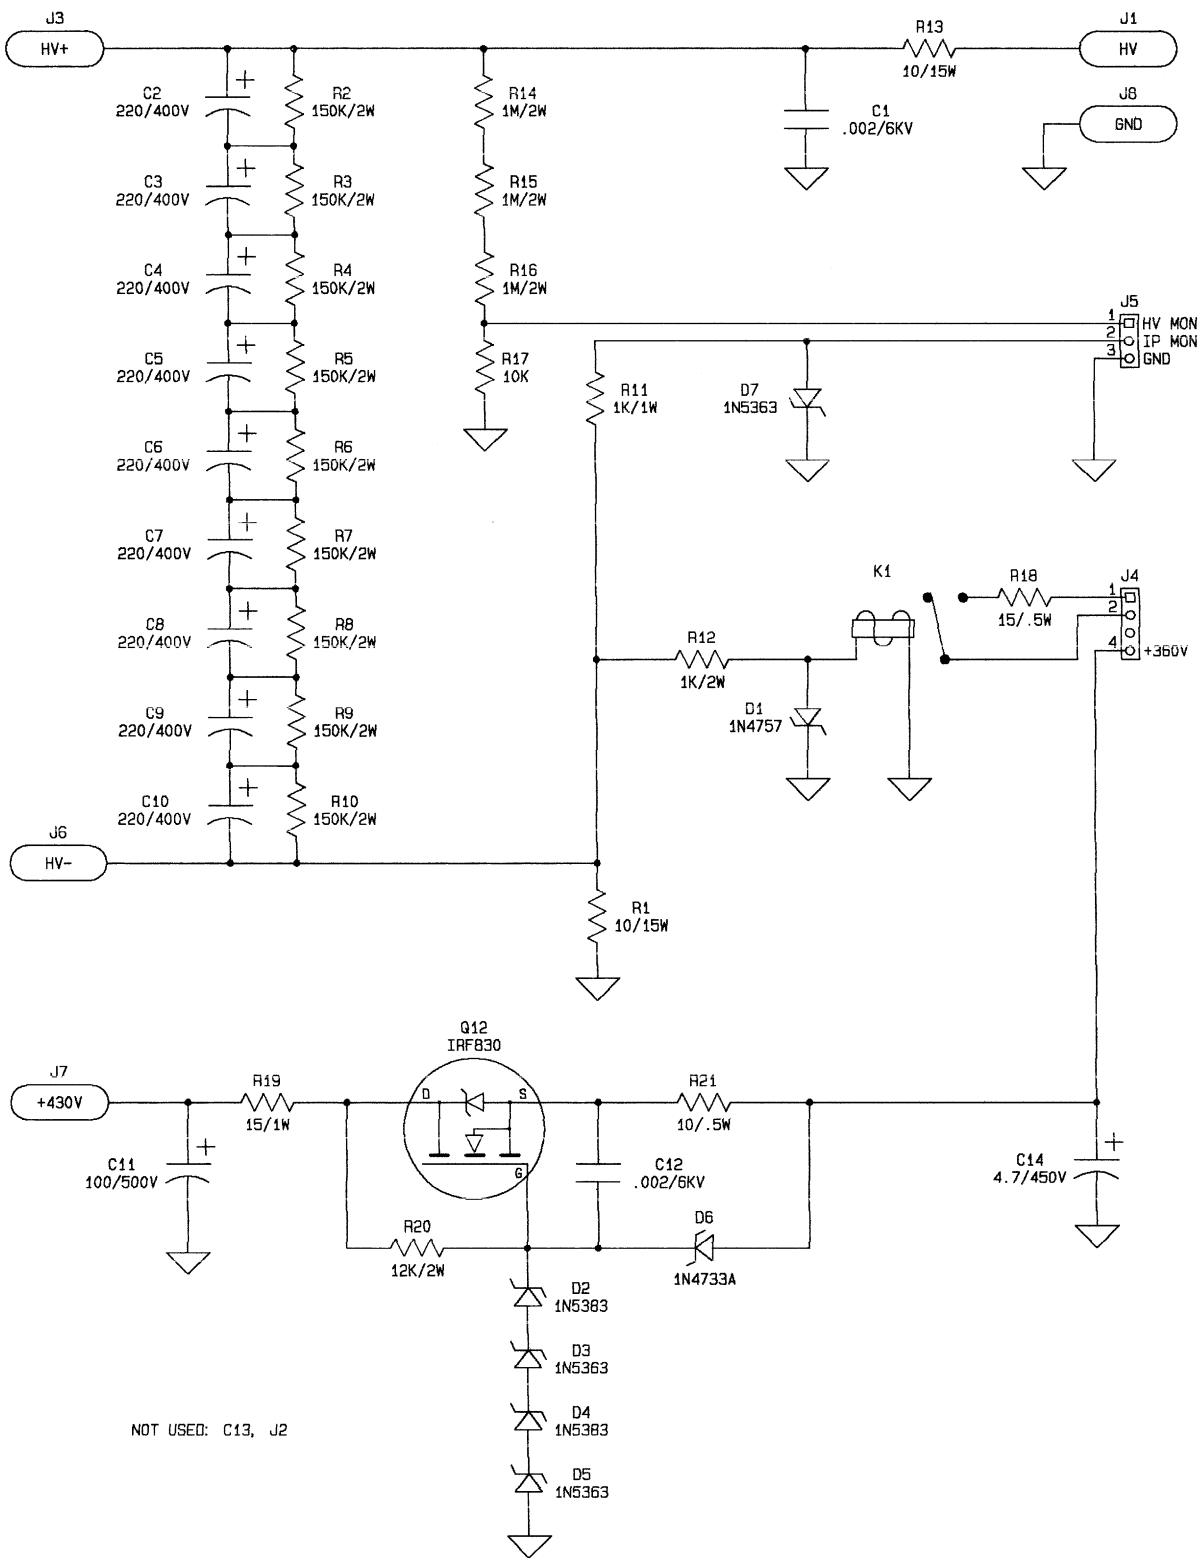 J3
HV+
C2
220/400V
+
R2
150K/2W
C3
220/400V
+
R3
150K/2W
C4
220/400V
+
R4
150K/2W
C5
220/400V
+
R5
150K/2W
C6
220/400V
+
R6
150K/2W
C7
220/400V
+
R7
150K/2W
C8
220/400V
+
R8
150K/2W
C9
220/400V
+
R9
150K/2W
C10
220/400V
+
R10
150K/2W
J6
HV-
R14
1M/2W
R15
1M/2W
R16
1M/2W
R17
10K
C1
.002/6KV
R13
10/15W
J1
HV
J8
GND
J5
1 HV MON
2 IP MON
3 GND
R11
1K/1W
D7
1N5363
K1
R18
15/.5W
J4
1
2
4 +360V
R12
1K/2W
D1
1N4757
R1
10/15W
J7
+430V
C11
100/500V
+
R19
15/1W
Q12
IRF830
D
S
G
R20
12K/2W
C12
.002/6KV
R21
10/.5W
D6
1N4733A
C14
4.7/450V
+
D2
1N5383
D3
1N5363
D4
1N5383
D5
1N5363
NOT USED: C13, J2